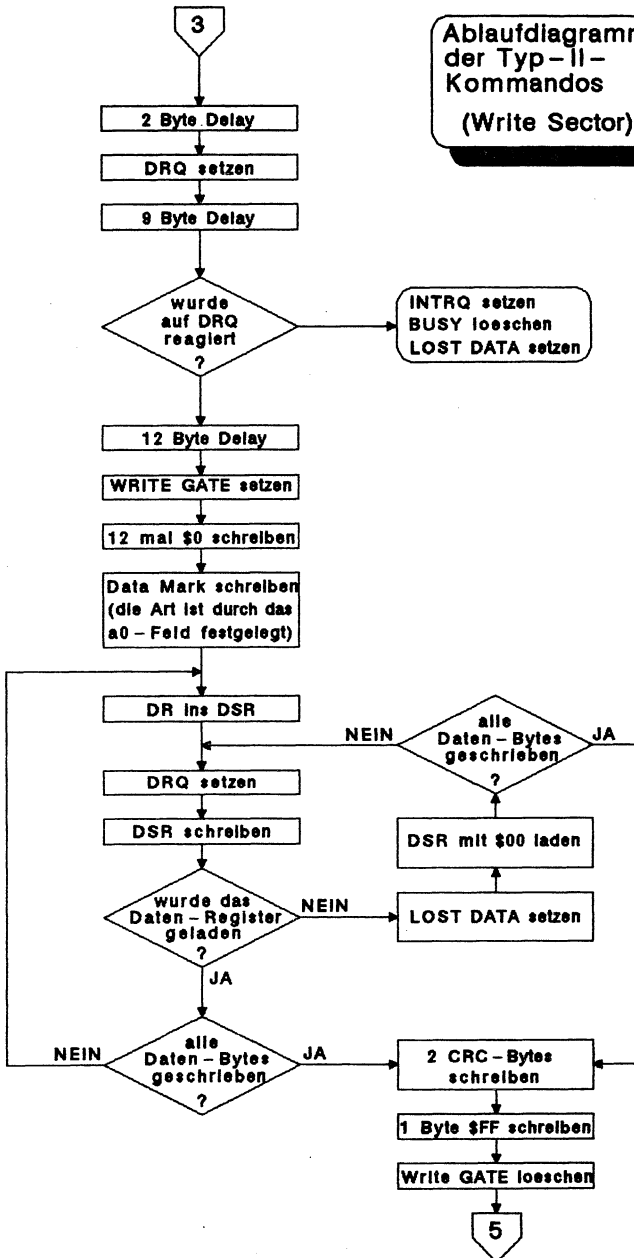 3
Ablaufdiagramm
der Typ-II-
Kommandos
(Write Sector)
2 Byte Delay
DRQ setzen
9 Byte Delay
wurde
auf DRQ
reagiert
?
INTRQ setzen
BUSY loeschen
LOST DATA setzen
12 Byte Delay
WRITE GATE setzen
12 mal $0 schreiben
Data Mark schreiben
(die Art ist durch das
a0-Feld festgelegt)
DR ins DSR
NEIN
alle
Daten-Bytes
geschrieben
?
JA
DRQ setzen
DSR schreiben
DSR mit $00 laden
wurde das
Daten-Register
geladen
?
NEIN
LOST DATA setzen
JA
NEIN
alle
Daten-Bytes
geschrieben
?
JA
2 CRC-Bytes
schreiben
1 Byte $FF schreiben
Write GATE loeschen
5